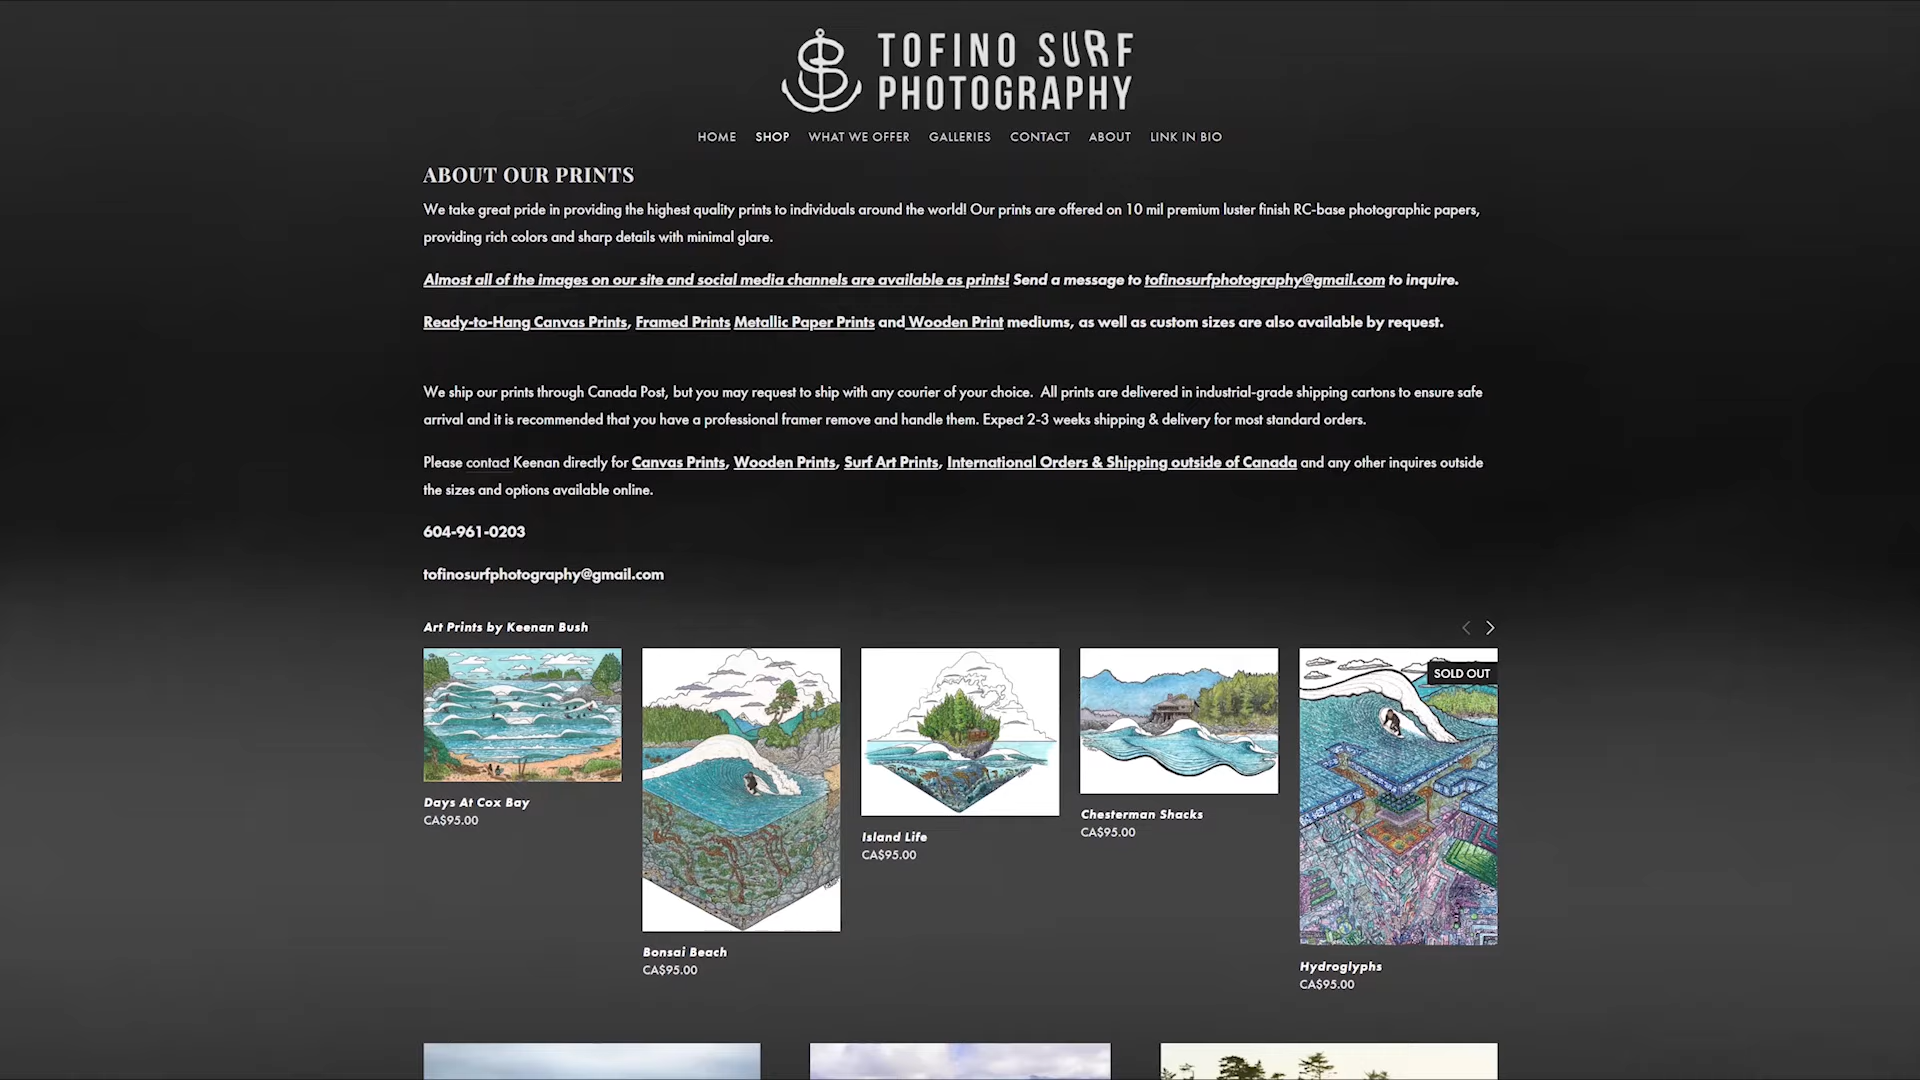 TOFINO SURF
PHOTOGRAPHY
HOME SHOP WHAT WE OFFER GALLERIES CONTACT ABOUT LINK IN BIO
ABOUT OUR PRINTS
We take great pride in providing the highest quality prints to individuals around the world! Our prints are offered on 10 mil premium luster finish RC-base photographic papers,
providing rich colors and sharp details with minimal glare.
Almost all of the images on our site and social media channels are available as prints! Send a message to tofinosurfphotography@gmail.com to inquire.
Ready-to-Hang Canvas Prints, Framed Prints Metallic Paper Prints and Wooden Print mediums, as well as custom sizes are also available by request.
We ship our prints through Canada Post, but you may request to ship with any courier of your choice. All prints are delivered in industrial-grade shipping cartons to ensure safe
arrival and it is recommended that you have a professional framer remove and handle them. Expect 2-3 weeks shipping & delivery for most standard orders.
Please contact Keenan directly for Canvas Prints, Wooden Prints, Surf Art Prints, International Orders & Shipping outside of Canada and any other inquires outside
the sizes and options available online.
604-961-0203
tofinosurfphotography@gmail.com
Art Prints by Keenan Bush
SOLD OUT
Days At Cox Bay
CA$95.00
Bonsai Beach
CA$95.00
Island Life
CA$95.00
Chesterman Shacks
CA$95.00
Hydroglyphs
CA$95.00